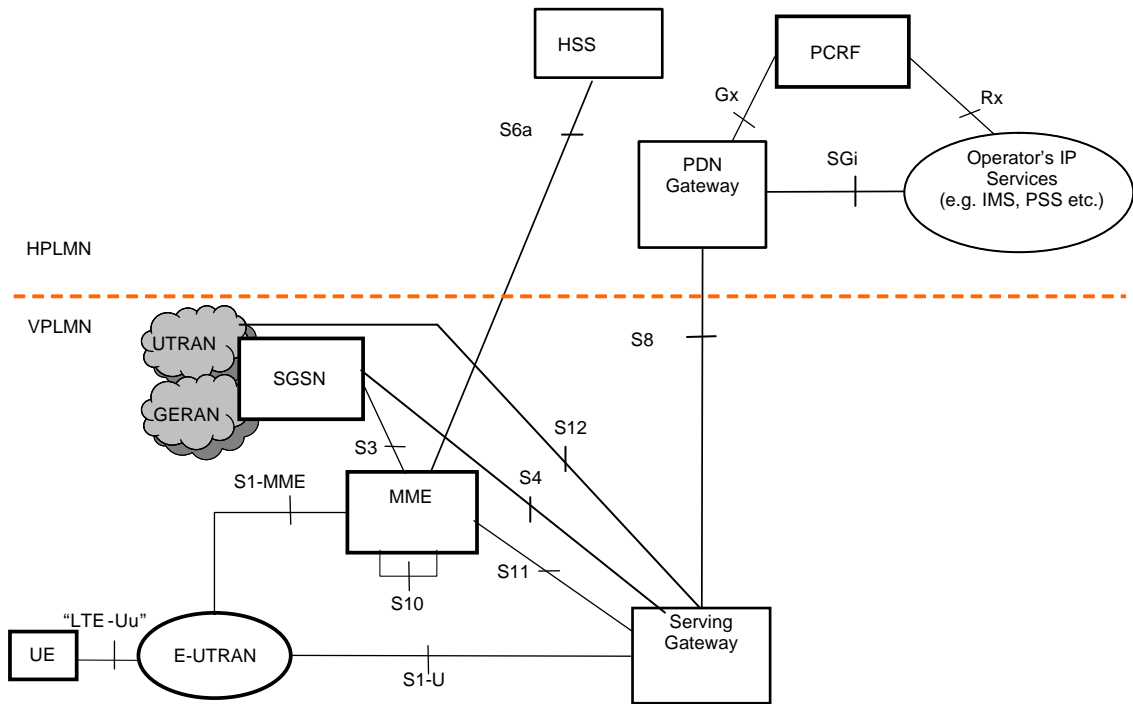 HSS
PCRF
Gx
Rx
S6a
PDN
Gateway
SGi
Operator's IP
Services
(e.g. IMS, PSS etc.)
HPLMN
VPLMN
UTRAN
S8
SGSN
GERAN
S12
S3
S4
S1-MME
MME
S11
S10
"LTE-Uu"
Serving
Gateway
UE
E-UTRAN
S1-U